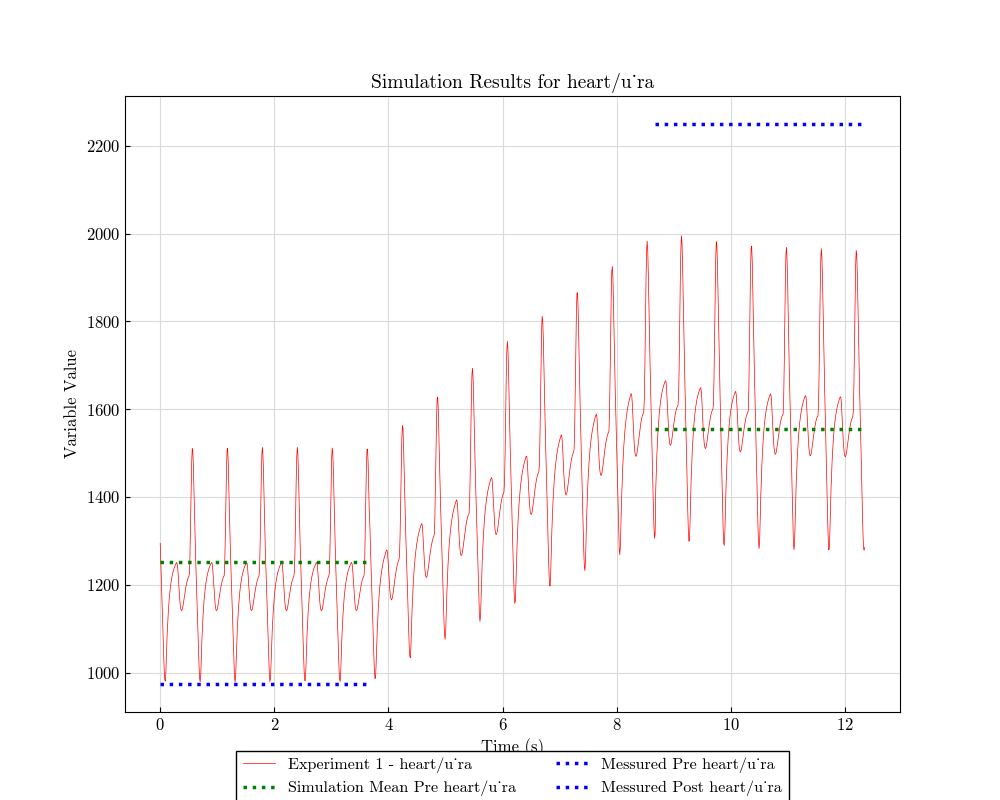 Simulation Results for heart/u˙ra
2200
2000
1800
1600
1400
1200
1000
Variable Value
0 2 4 6 8 10 12
Time (s)
Experiment 1 - heart/u˙ra
Messured Pre heart/u˙ra
Simulation Mean Pre heart/u˙ra
Messured Post heart/u˙ra